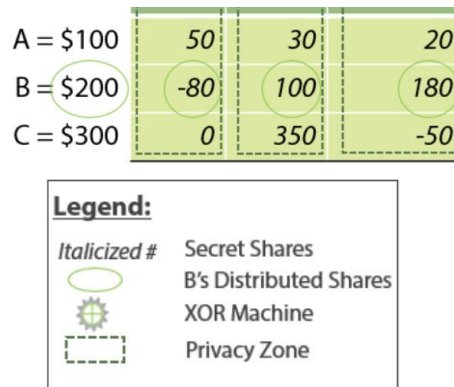 A = $100 50 30 20
B = $200 -80 100 180
C = $300 0 350 -50
Legend:
Italicized # Secret Shares
B's Distributed Shares
XOR Machine
Privacy Zone